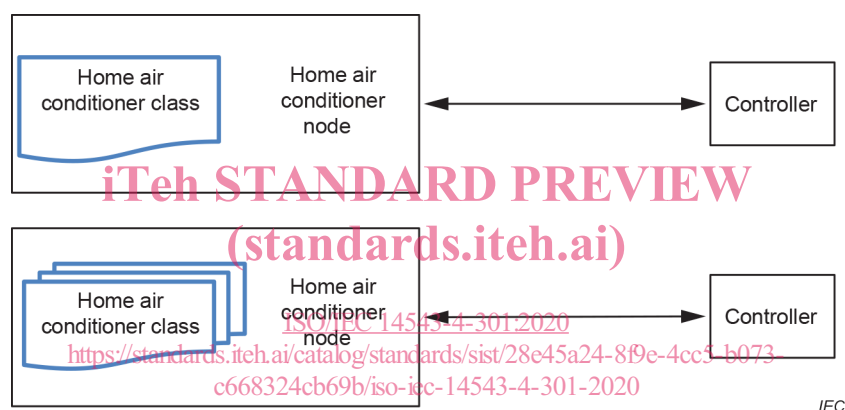 Home air
conditioner class
Home air
conditioner
node
Controller
iTeh STANDARD PREVIEW
(standards.iteh.ai)
Home air
conditioner class
Home air
conditioner
node
Controller
ISO/IEC 14543-4-301:2020
https://standards.iteh.ai/catalog/standards/sist/28e45a24-8f9e-4cc5-b073-
c668324cb69b/iso-iec-14543-4-301-2020
IEC